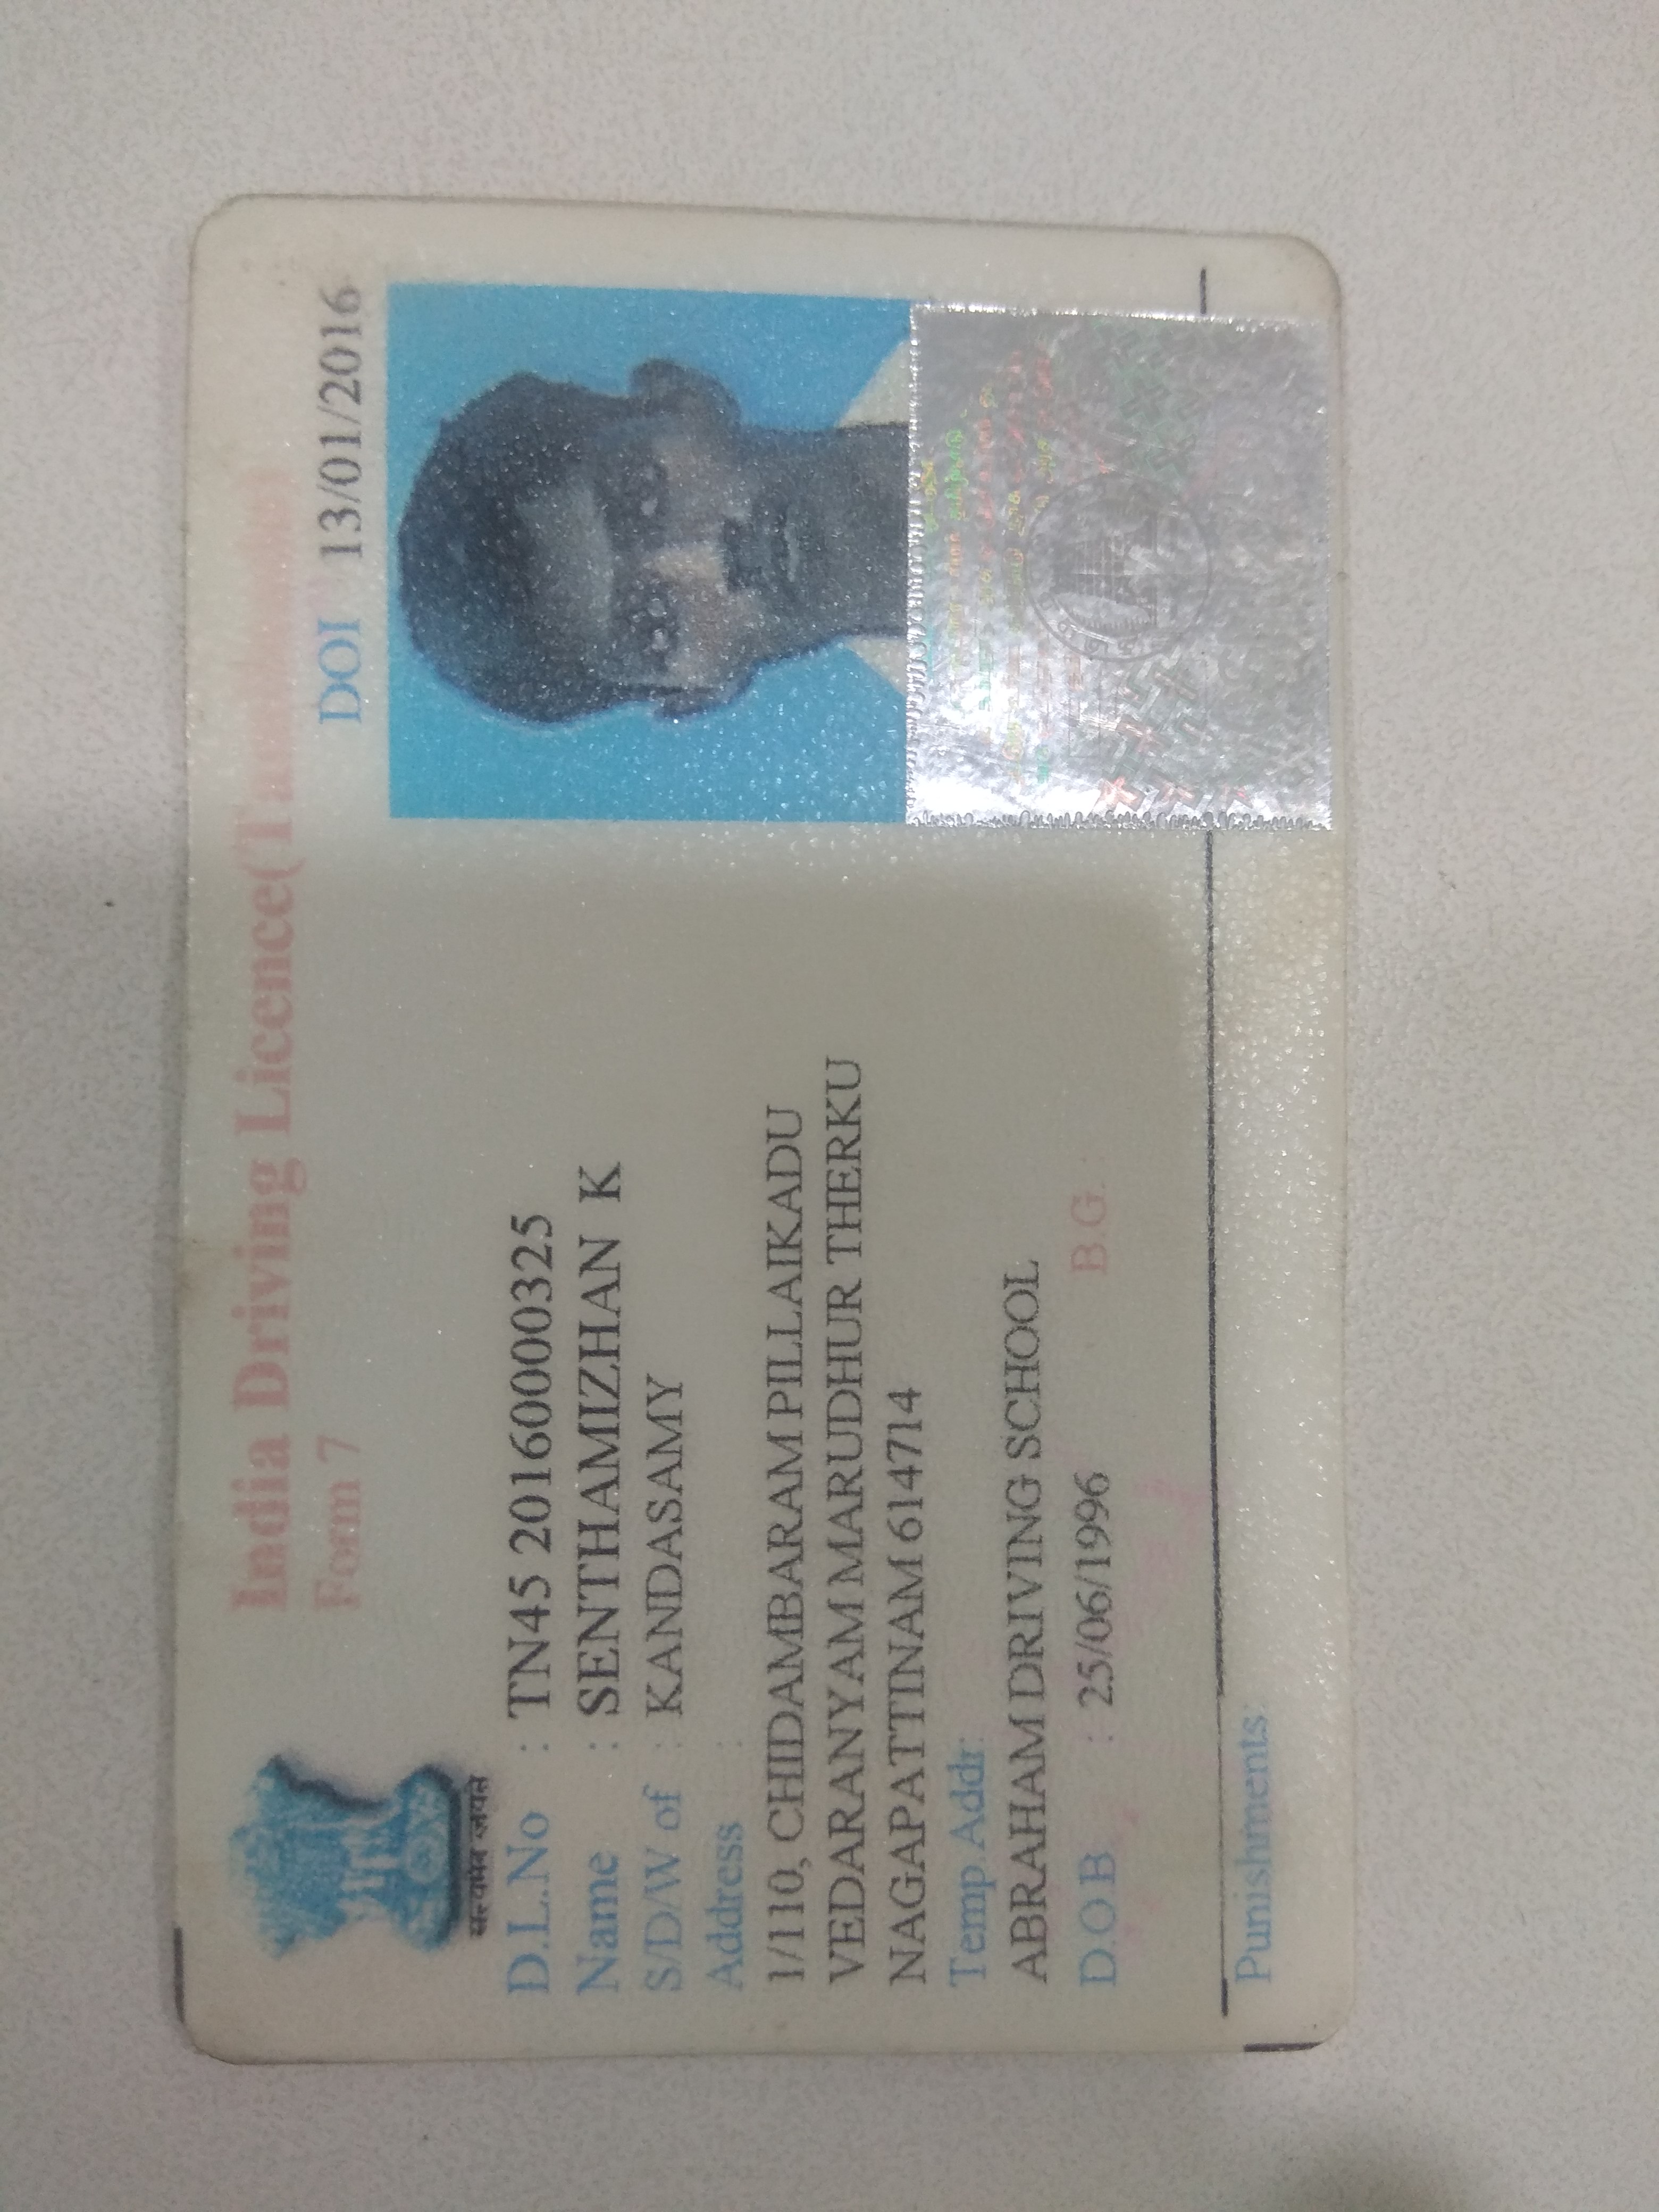 India Driving Licence(Tamilnadu)
Form 7
DOI 13/01/2016
सत्यमेव जयते
D.L.No : TN45 20160000325
Name : SENTHAMIZHAN K
S/D/W of : KANDASAMY
Address :
1/110, CHIDAMBARAM PILLAIKADU
VEDARANYAM MARUDHUR THERKU
NAGAPATTINAM 614714
Temp.Addr:
ABRAHAM DRIVING SCHOOL
D.O.B : 25/06/1996 B.G.
Punishments: